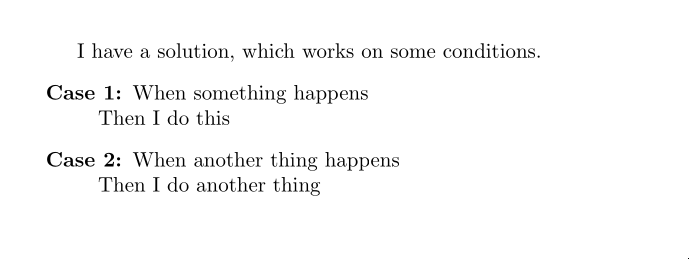 I have a solution, which works on some conditions.
Case 1: When something happens
Then I do this
Case 2: When another thing happens
Then I do another thing